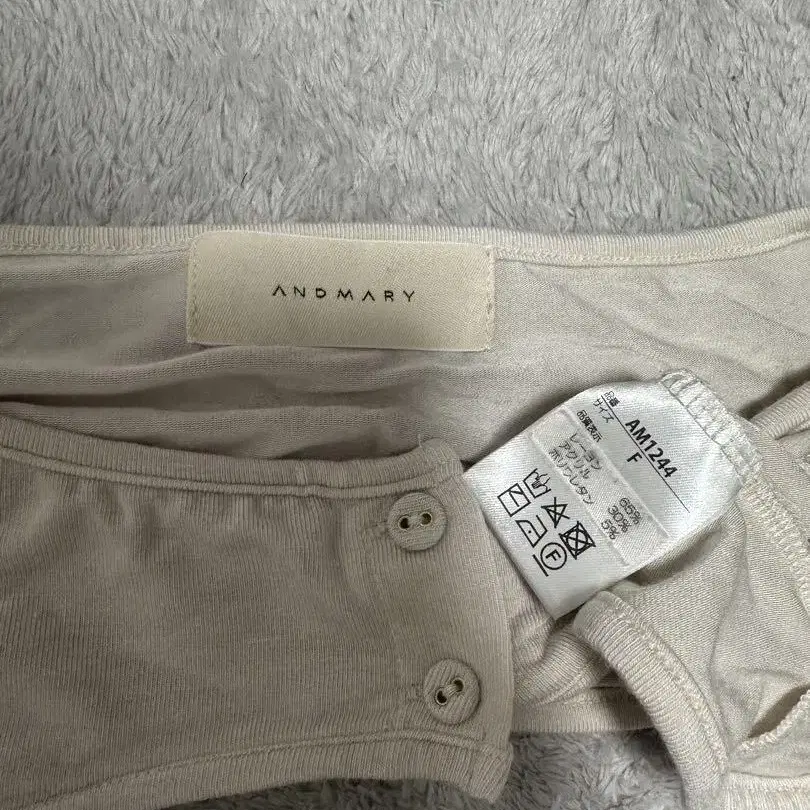 ANDMARY
品番 AM1244
サイズ F
品質表示
レーヨン 65%
アクリル 30%
ポリウレタン 5%
F